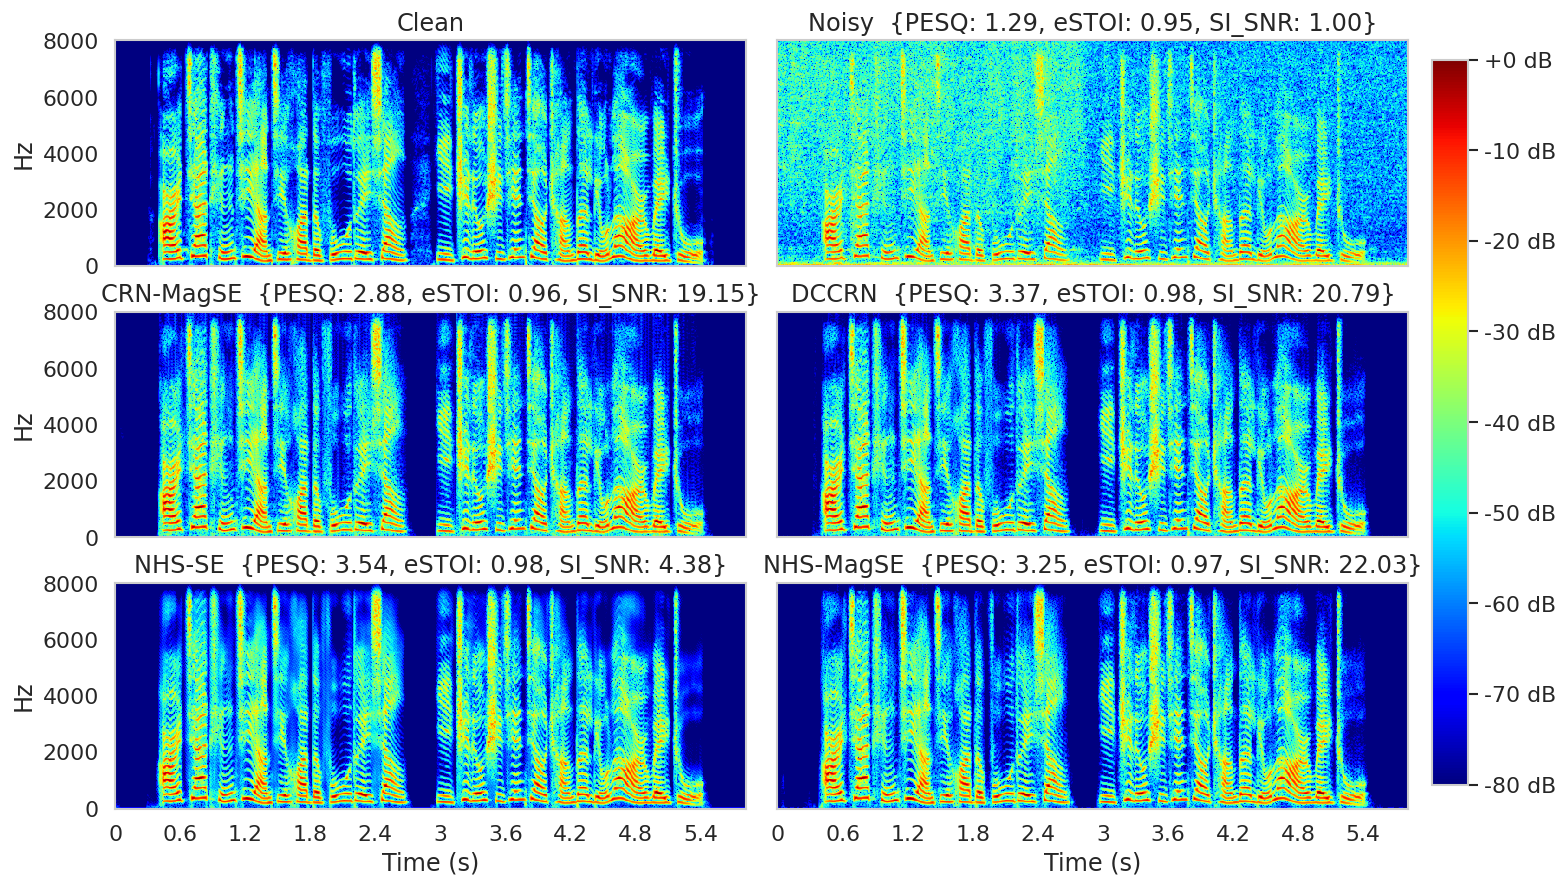 Clean
Noisy {PESQ: 1.29, eSTOI: 0.95, SI_SNR: 1.00}
8000
6000
4000
2000
0
Hz
+0 dB
-10 dB
-20 dB
-30 dB
-40 dB
-50 dB
-60 dB
-70 dB
-80 dB
CRN-MagSE {PESQ: 2.88, eSTOI: 0.96, SI_SNR: 19.15}
DCCRN {PESQ: 3.37, eSTOI: 0.98, SI_SNR: 20.79}
8000
6000
4000
2000
0
Hz
NHS-SE {PESQ: 3.54, eSTOI: 0.98, SI_SNR: 4.38}
NHS-MagSE {PESQ: 3.25, eSTOI: 0.97, SI_SNR: 22.03}
8000
6000
4000
2000
0
Hz
0 0.6 1.2 1.8 2.4 3 3.6 4.2 4.8 5.4
Time (s)
0 0.6 1.2 1.8 2.4 3 3.6 4.2 4.8 5.4
Time (s)